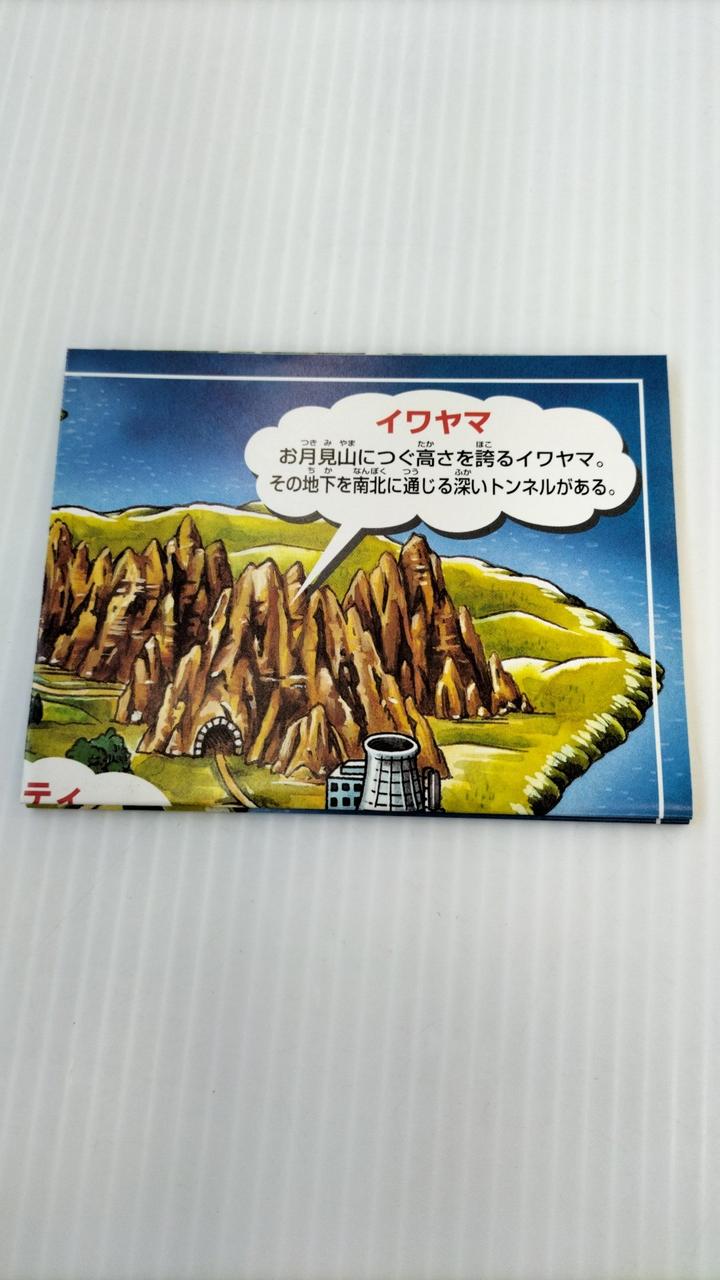 イワヤマ
お月見山につぐ高さを誇るイワヤマ。
その地下を南北に通じる深いトンネルがある。
ティ